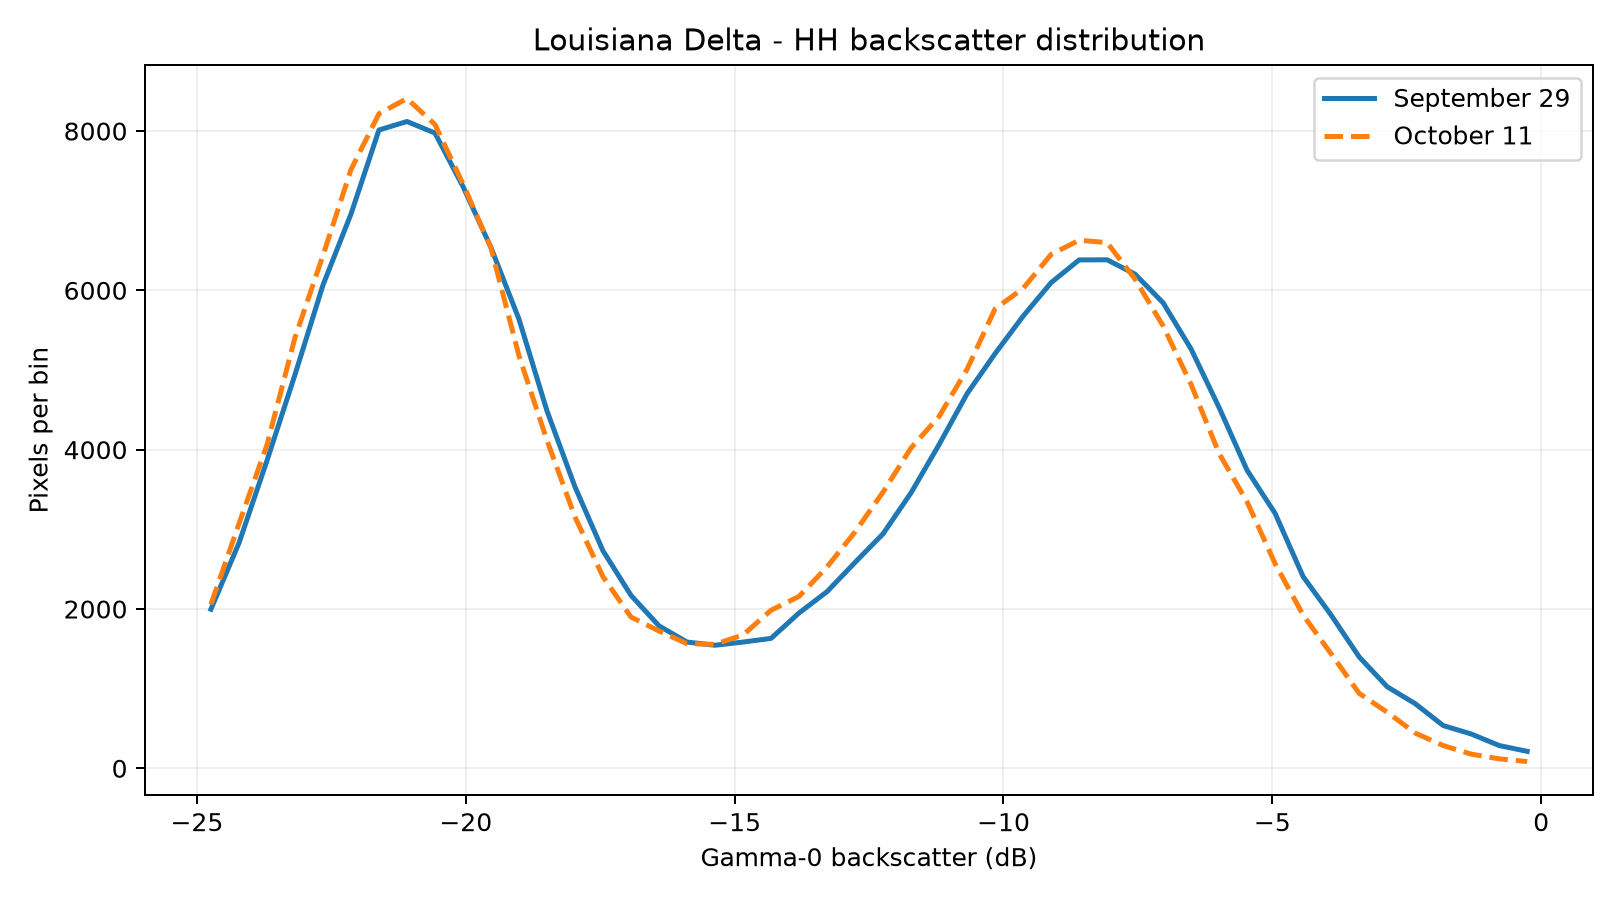 Louisiana Delta - HH backscatter distribution
September 29
October 11
8000
6000
4000
2000
0
Pixels per bin
−25
−20
−15
−10
−5
0
Gamma-0 backscatter (dB)